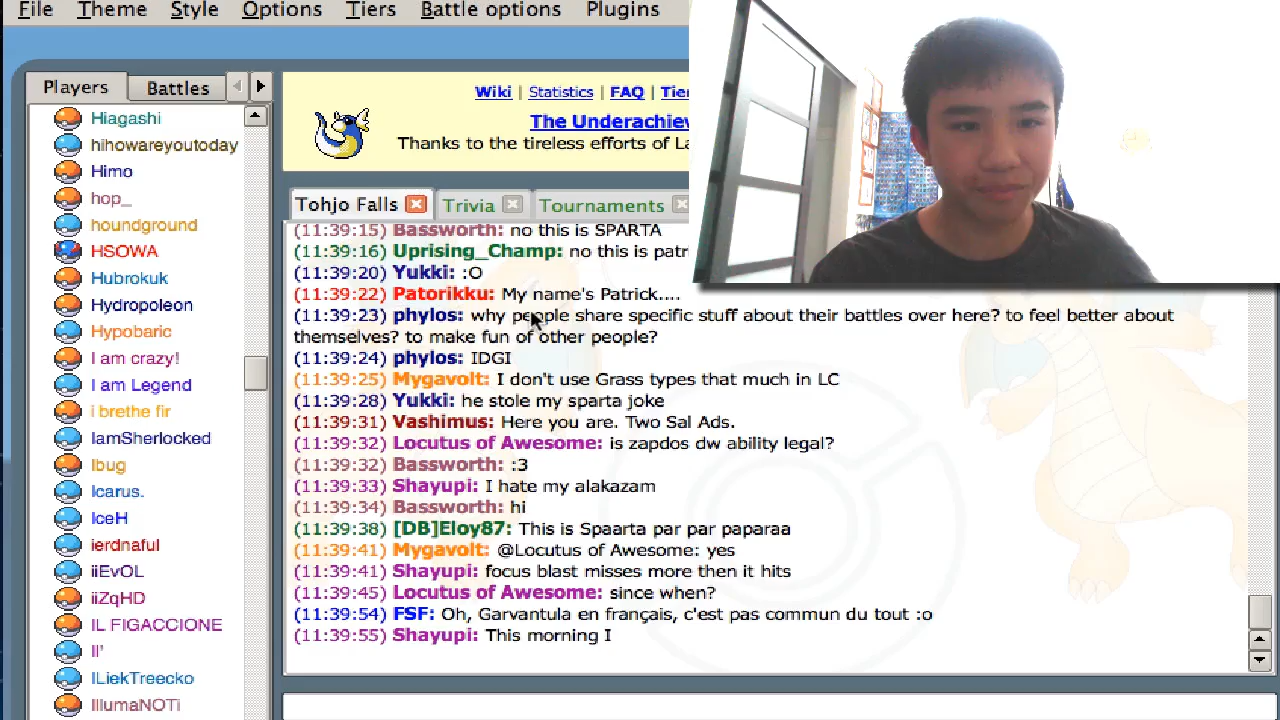 File Theme Style Options Tiers Battle options Plugins
Players Battles
Hiagashi
hihowareyoutoday
Himo
hop_
houndground
HSOWA
Hubrokuk
Hydropoleon
Hypobaric
I am crazy!
I am Legend
i brethe fir
IamSherlocked
Ibug
Icarus.
IceH
ierdnaful
iiEvOL
iiZqHD
IL FIGACCIONE
Il'
ILiekTreecko
IllumaNOTi
Wiki | Statistics | FAQ |
The
Thanks to the tireless efforts of
Tohjo Falls Trivia Tournaments
(11:39:15) Bassworth: no this is SPARTA
(11:39:16) Uprising_Champ: no this is
(11:39:20) Yukki: :O
(11:39:22) Patorikku: My name's Patrick....
(11:39:23) phylos: why people share specific stuff about their battles over here? to feel better about
themselves? to make fun of other people?
(11:39:24) phylos: IDGI
(11:39:25) Mygavolt: I don't use Grass types that much in LC
(11:39:28) Yukki: he stole my sparta joke
(11:39:31) Vashimus: Here you are. Two Sal Ads.
(11:39:32) Locutus of Awesome: is zapdos dw ability legal?
(11:39:32) Bassworth: :3
(11:39:33) Shayupi: I hate my alakazam
(11:39:34) Bassworth: hi
(11:39:38) [DB]Eloy87: This is Spaarta par par paparaa
(11:39:41) Mygavolt: @Locutus of Awesome: yes
(11:39:41) Shayupi: focus blast misses more then it hits
(11:39:45) Locutus of Awesome: since when?
(11:39:54) FSF: Oh, Garvantula en français, c'est pas commun du tout :o
(11:39:55) Shayupi: This morning I